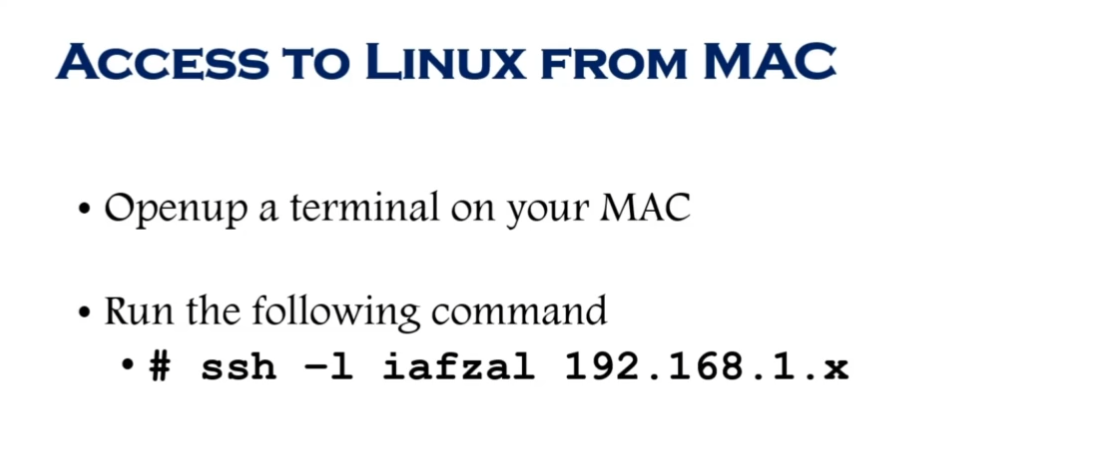 ACCESS TO LINUX FROM MAC
• Openup a terminal on your MAC
• Run the following command
• # ssh –l iafzal 192.168.1.x